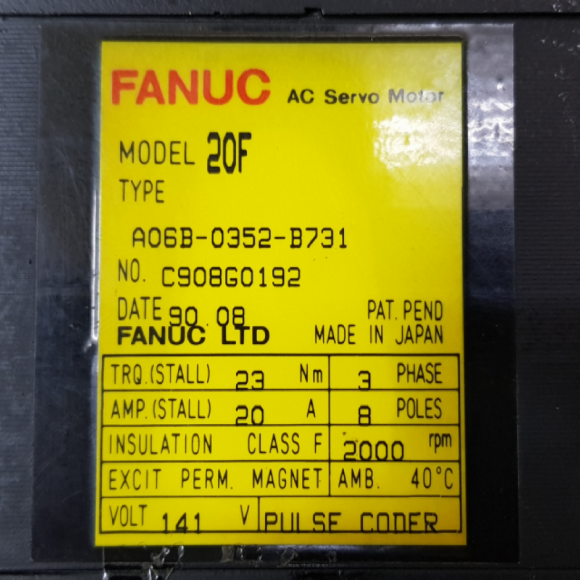 FANUC AC Servo Motor
MODEL 20F
TYPE
A06B-0352-B731
NO. C908G0192
DATE 90.08 PAT. PEND
FANUC LTD MADE IN JAPAN
TRQ.(STALL) 23 Nm 3 PHASE
AMP.(STALL) 20 A 8 POLES
INSULATION CLASS F 2000 rpm
EXCIT PERM. MAGNET AMB. 40°C
VOLT 141 V PULSE CODER